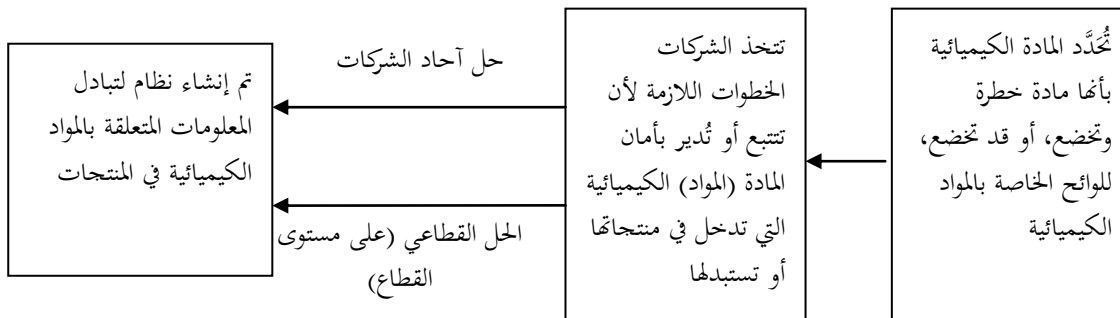 تُحَدَّد المادة الكيميائية
بأنها مادة خطرة
وتخضع، أو قد تخضع،
للوائح الخاصة بالمواد
الكيميائية
تتخذ الشركات
الخطوات اللازمة لأن
تتتبع أو تُدير بأمان
المادة (المواد) الكيميائية
التي تدخل في منتجاتها
أو تستبدلها
حل آحاد الشركات
الحل القطاعي (على مستوى
القطاع)
تم إنشاء نظام لتبادل
المعلومات المتعلقة بالمواد
الكيميائية في المنتجات